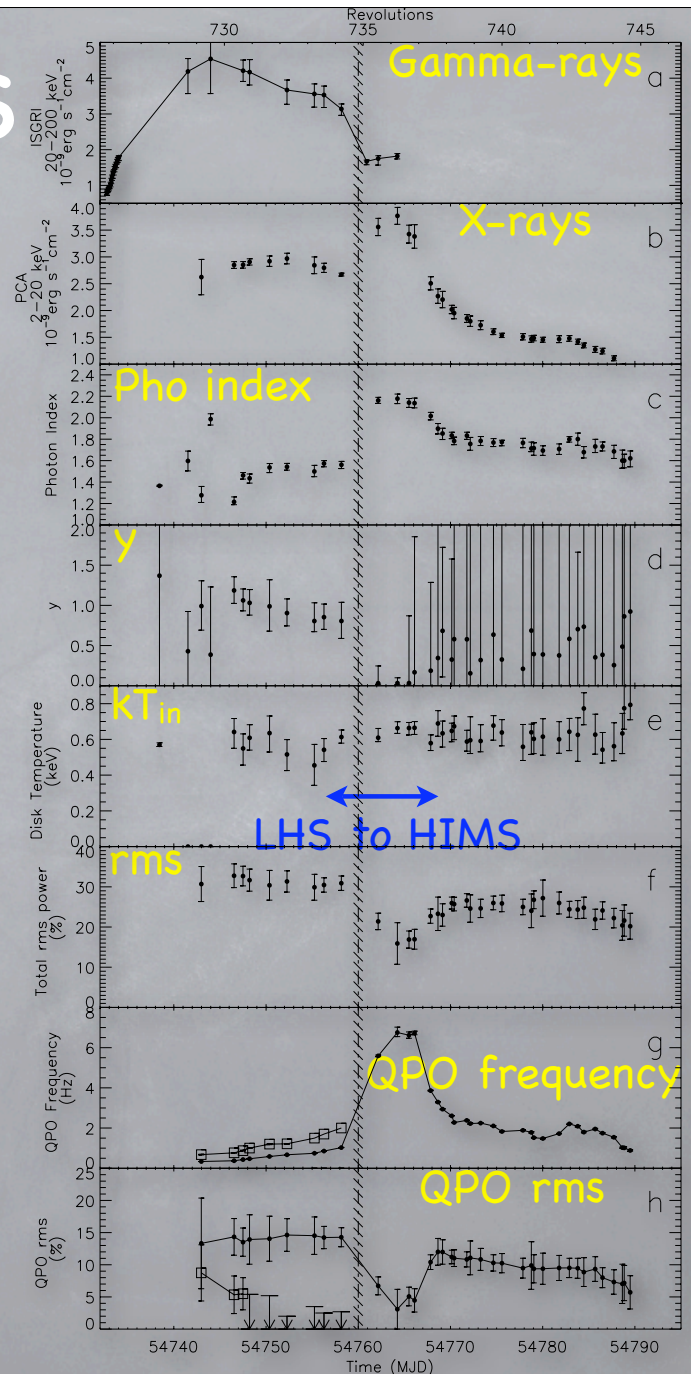 Revolutions
730 735 740 745
s
Gamma-rays
a
ISGRI
20-200 keV
10⁻⁹erg s⁻¹cm⁻²
5
4
3
2
1
X-rays
b
PCA
2-20 keV
10⁻⁹erg s⁻¹cm⁻²
4.0
3.5
3.0
2.5
2.0
1.5
1.0
Pho index
c
Photon Index
2.4
2.2
2.0
1.8
1.6
1.4
1.2
1.0
y
d
y
2.0
1.5
1.0
0.5
0.0
kTin
e
Disk Temperature
(keV)
0.8
0.6
0.4
0.2
0.0
LHS to HIMS
rms
f
Total rms power
(%)
40
30
20
10
0
g
QPO frequency
QPO Frequency
(Hz)
8
6
4
2
0
QPO rms
h
QPO rms
(%)
25
20
15
10
5
0
54740 54750 54760 54770 54780 54790
Time (MJD)